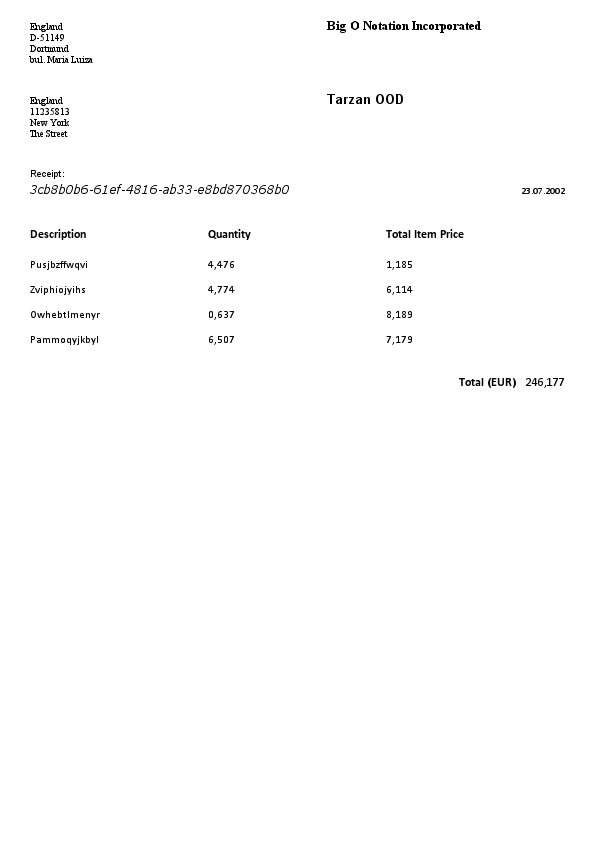 England
D-51149
Dortmund
bul. Maria Luiza
Big O Notation Incorporated
England
11235813
New York
The Street
Tarzan OOD
Receipt:
3cb8b0b6-61ef-4816-ab33-e8bd870368b0
23.07.2002
Description Quantity Total Item Price
Pusjbzffwqvi 4,476 1,185
Zviphiojyihs 4,774 6,114
Owhebtlmenyr 0,637 8,189
Pammoqyjkbyl 6,507 7,179
Total (EUR) 246,177